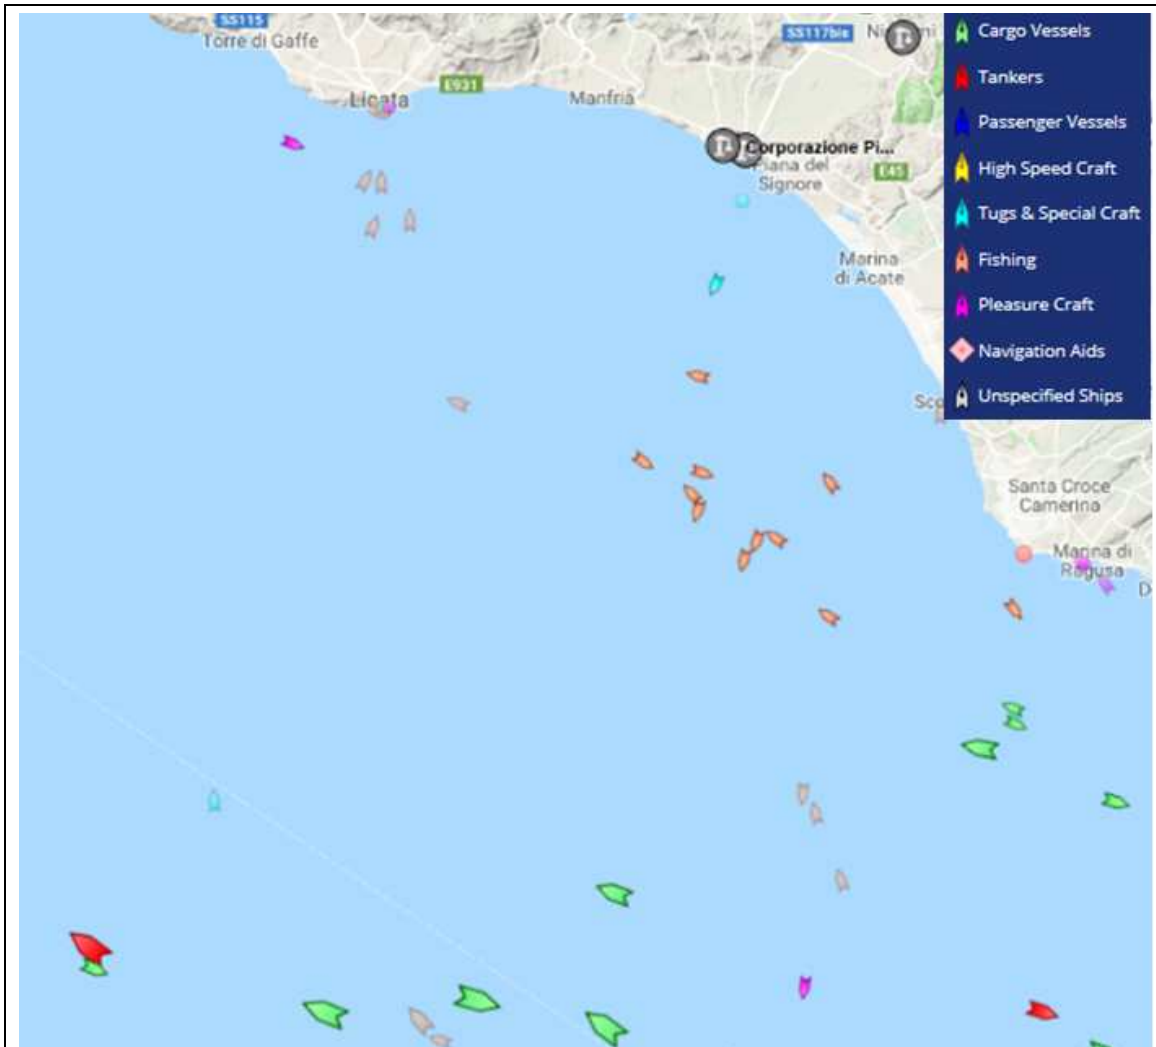 SS115
Torre di Gaffe
Licata
E931
Manfria
SS117bis
Corporazione Pi...
Piana del
Signore
E45
Marina
di Acate
Santa Croce
Camerina
Marina di
Ragusa
Cargo Vessels
Tankers
Passenger Vessels
High Speed Craft
Tugs & Special Craft
Fishing
Pleasure Craft
Navigation Aids
Unspecified Ships